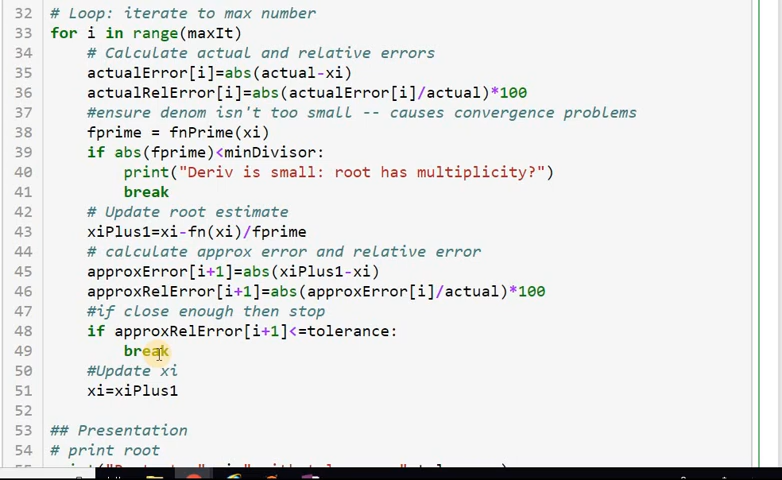 32 # Loop: iterate to max number
33 for i in range(maxIt)
34 # Calculate actual and relative errors
35 actualError[i]=abs(actual-xi)
36 actualRelError[i]=abs(actualError[i]/actual)*100
37 #ensure denom isn't too small -- causes convergence problems
38 fprime = fnPrime(xi)
39 if abs(fprime)<minDivisor:
40 print("Deriv is small: root has multiplicity?")
41 break
42 # Update root estimate
43 xiPlus1=xi-fn(xi)/fprime
44 # calculate approx error and relative error
45 approxError[i+1]=abs(xiPlus1-xi)
46 approxRelError[i+1]=abs(approxError[i]/actual)*100
47 #if close enough then stop
48 if approxRelError[i+1]<=tolerance:
49 break
50 #Update xi
51 xi=xiPlus1
52
53 ## Presentation
54 # print root